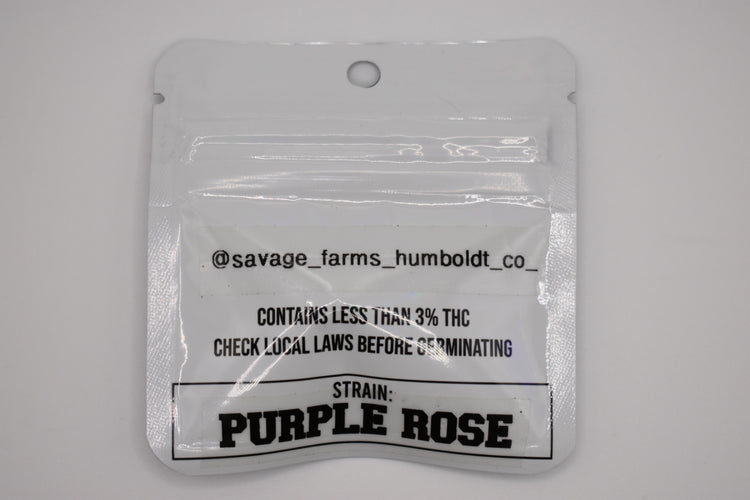 @savage_farms_humboldt_co_
CONTAINS LESS THAN 3% THC
CHECK LOCAL LAWS BEFORE GERMINATING
STRAIN:
PURPLE ROSE